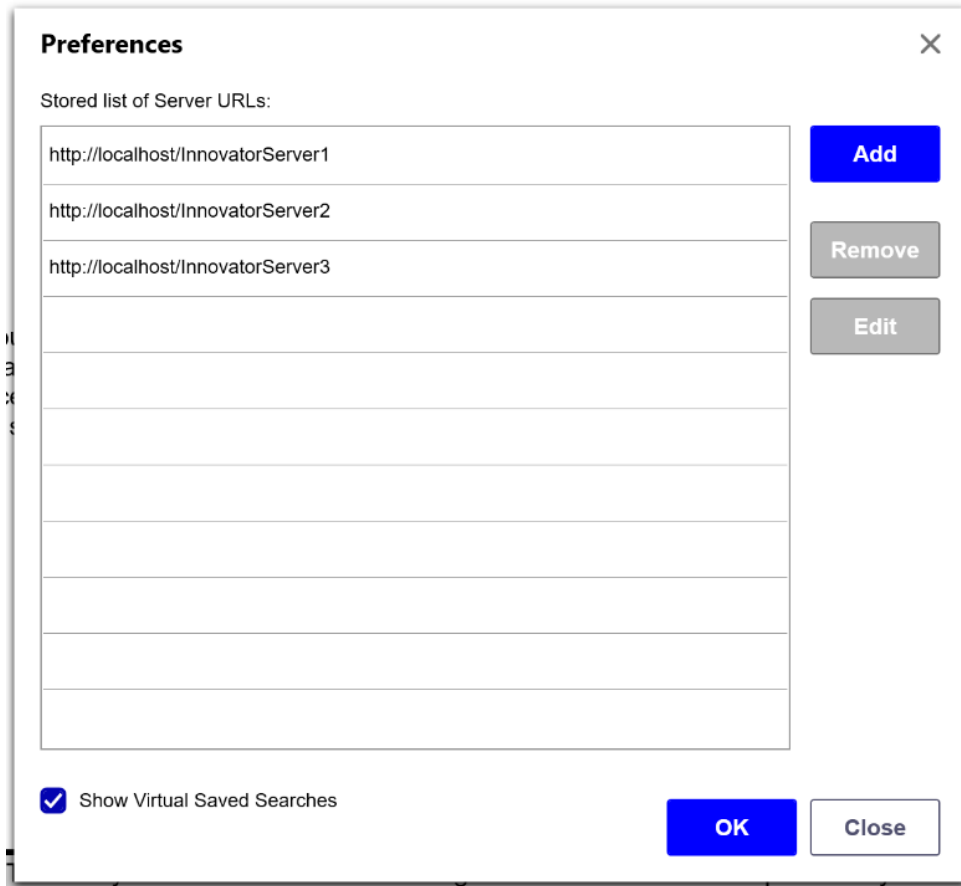 Preferences
Stored list of Server URLs:
http://localhost/InnovatorServer1
Add
http://localhost/InnovatorServer2
Remove
http://localhost/InnovatorServer3
Edit
Show Virtual Saved Searches
OK
Close